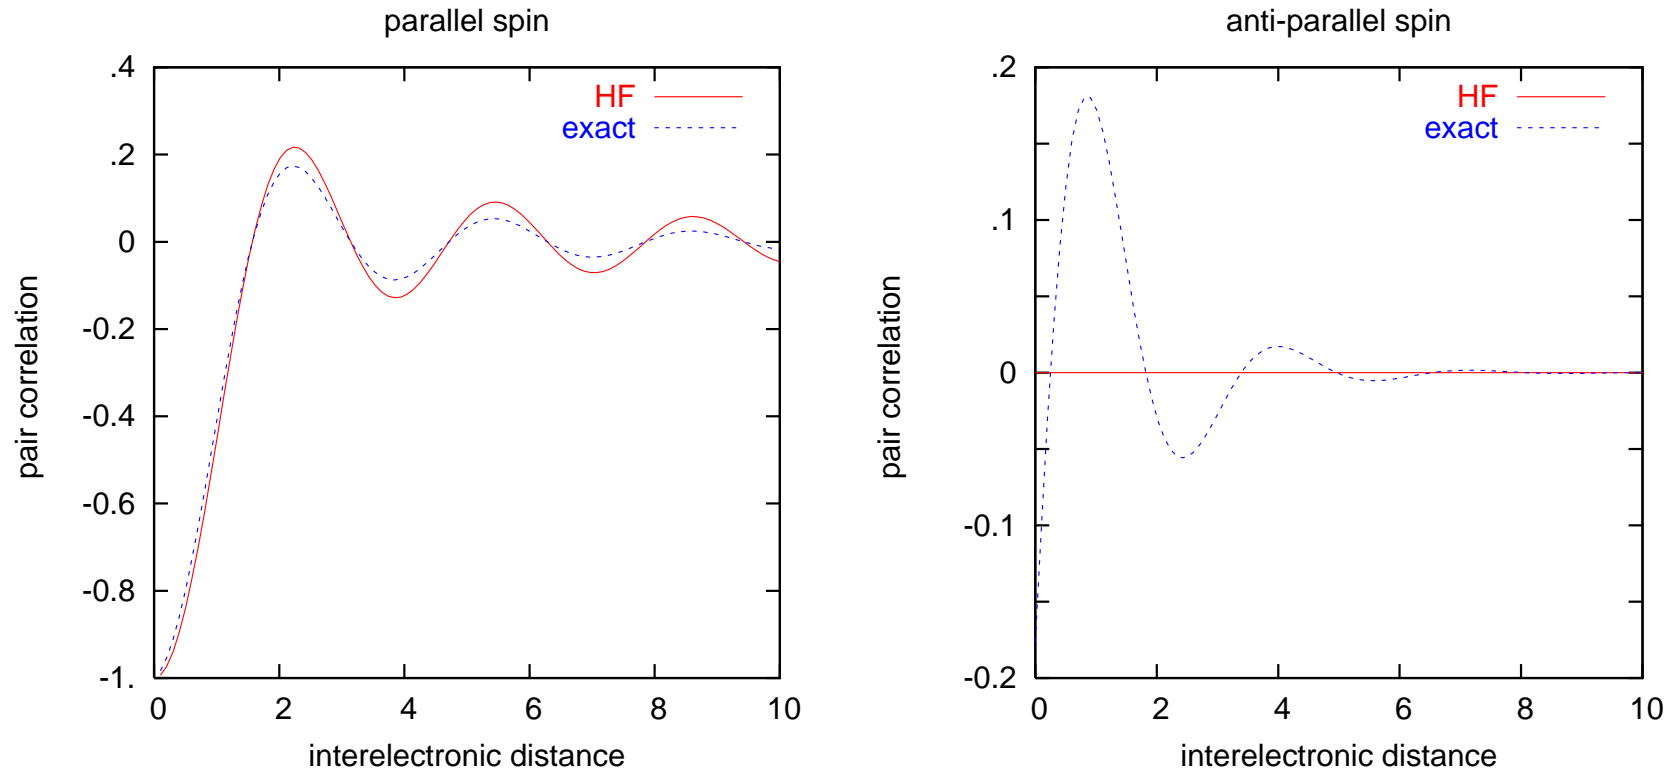 parallel spin
.4
.2
0
-0.2
-0.4
-0.6
-0.8
-1.
0 2 4 6 8 10
HF
exact
pair correlation
interelectronic distance
anti-parallel spin
.2
.1
0
-0.1
-0.2
0 2 4 6 8 10
HF
exact
pair correlation
interelectronic distance